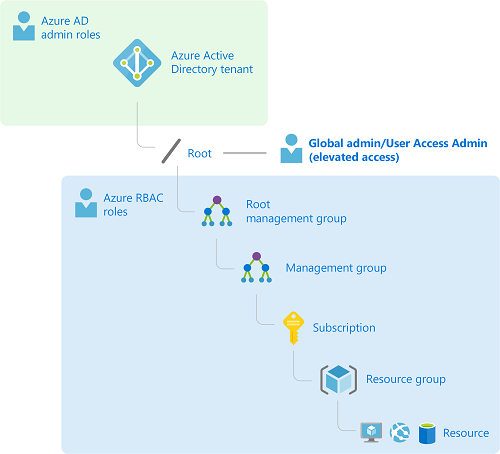 Azure AD
admin roles
Azure Active
Directory tenant
Root
Global admin/User Access Admin
(elevated access)
Azure RBAC
roles
Root
management group
Management group
Subscription
Resource group
Resource